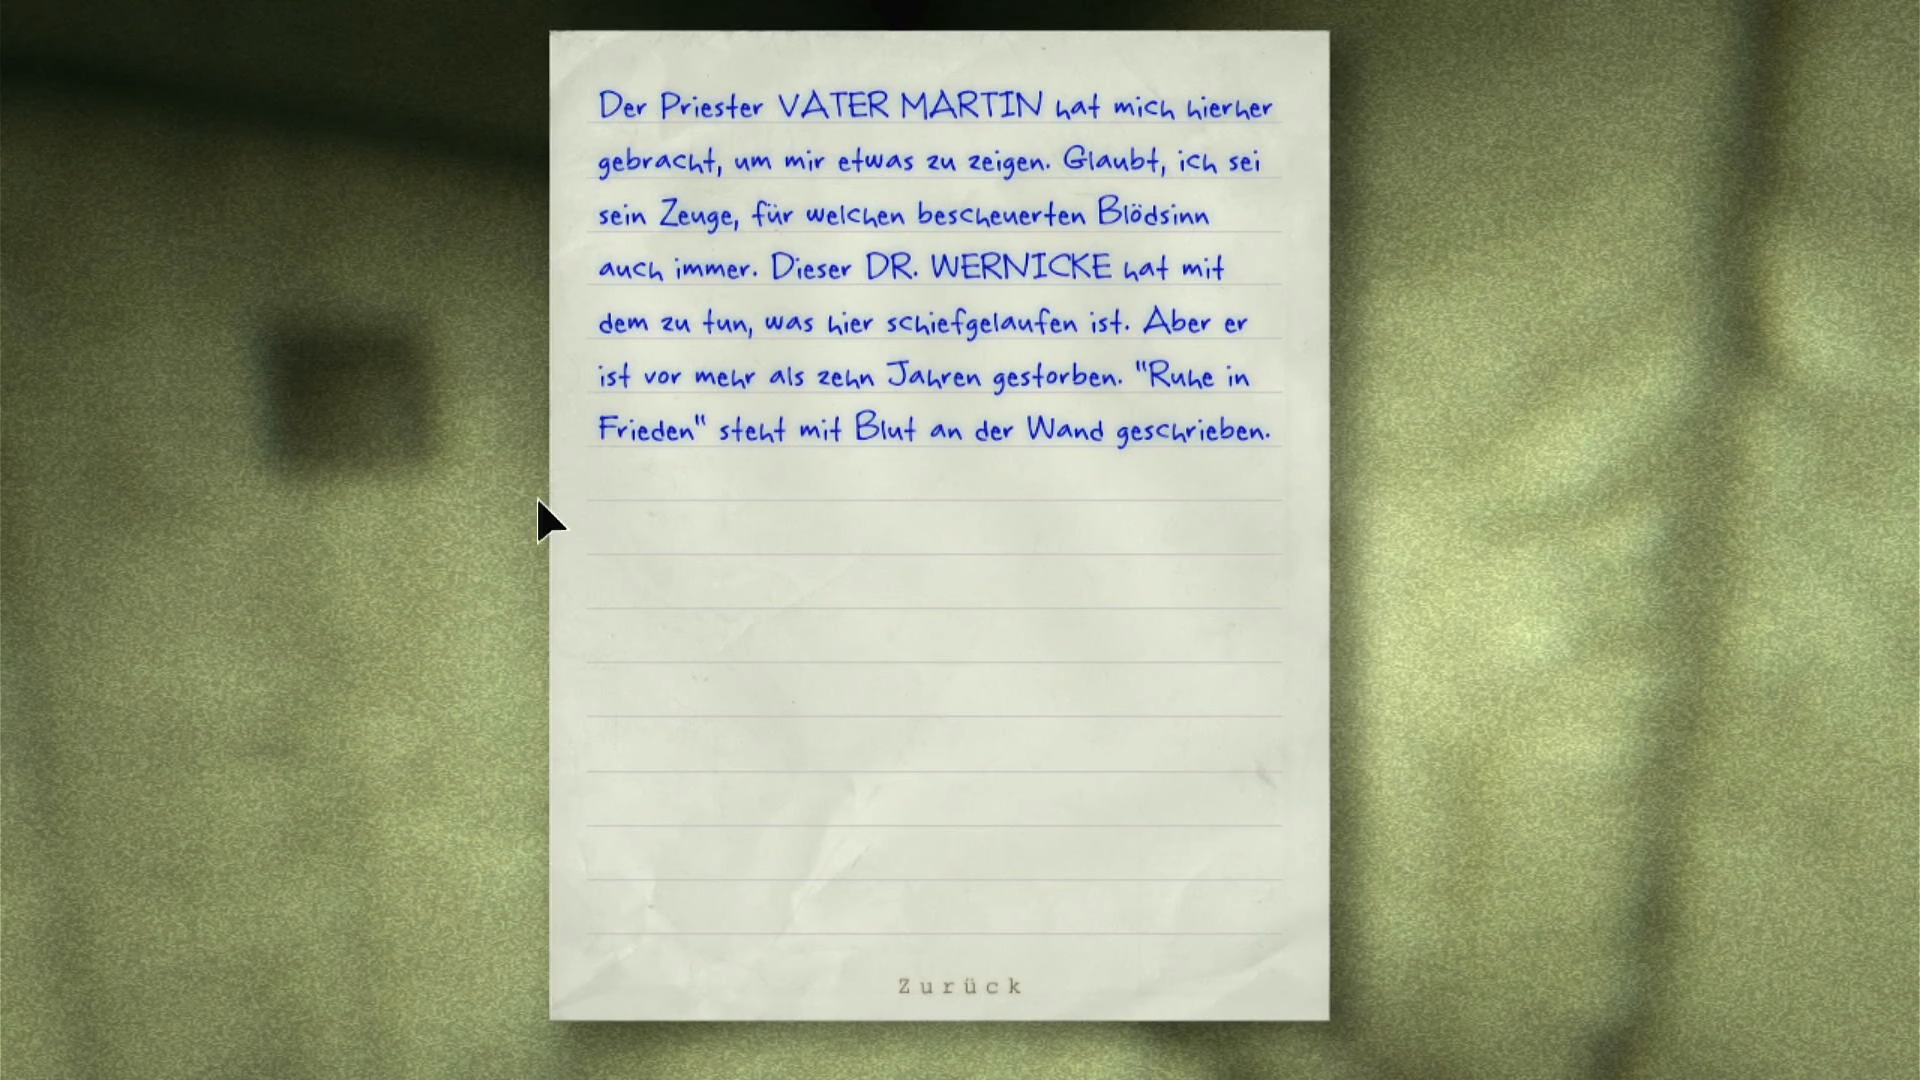 Der Priester VATER MARTIN hat mich hierher
gebracht, um mir etwas zu zeigen. Glaubt, ich sei
sein Zeuge, für welchen bescheuerten Blödsinn
auch immer. Dieser DR. WERNICKE hat mit
dem zu tun, was hier schiefgelaufen ist. Aber er
ist vor mehr als zehn Jahren gestorben. "Ruhe in
Frieden" steht mit Blut an der Wand geschrieben.
Zurück